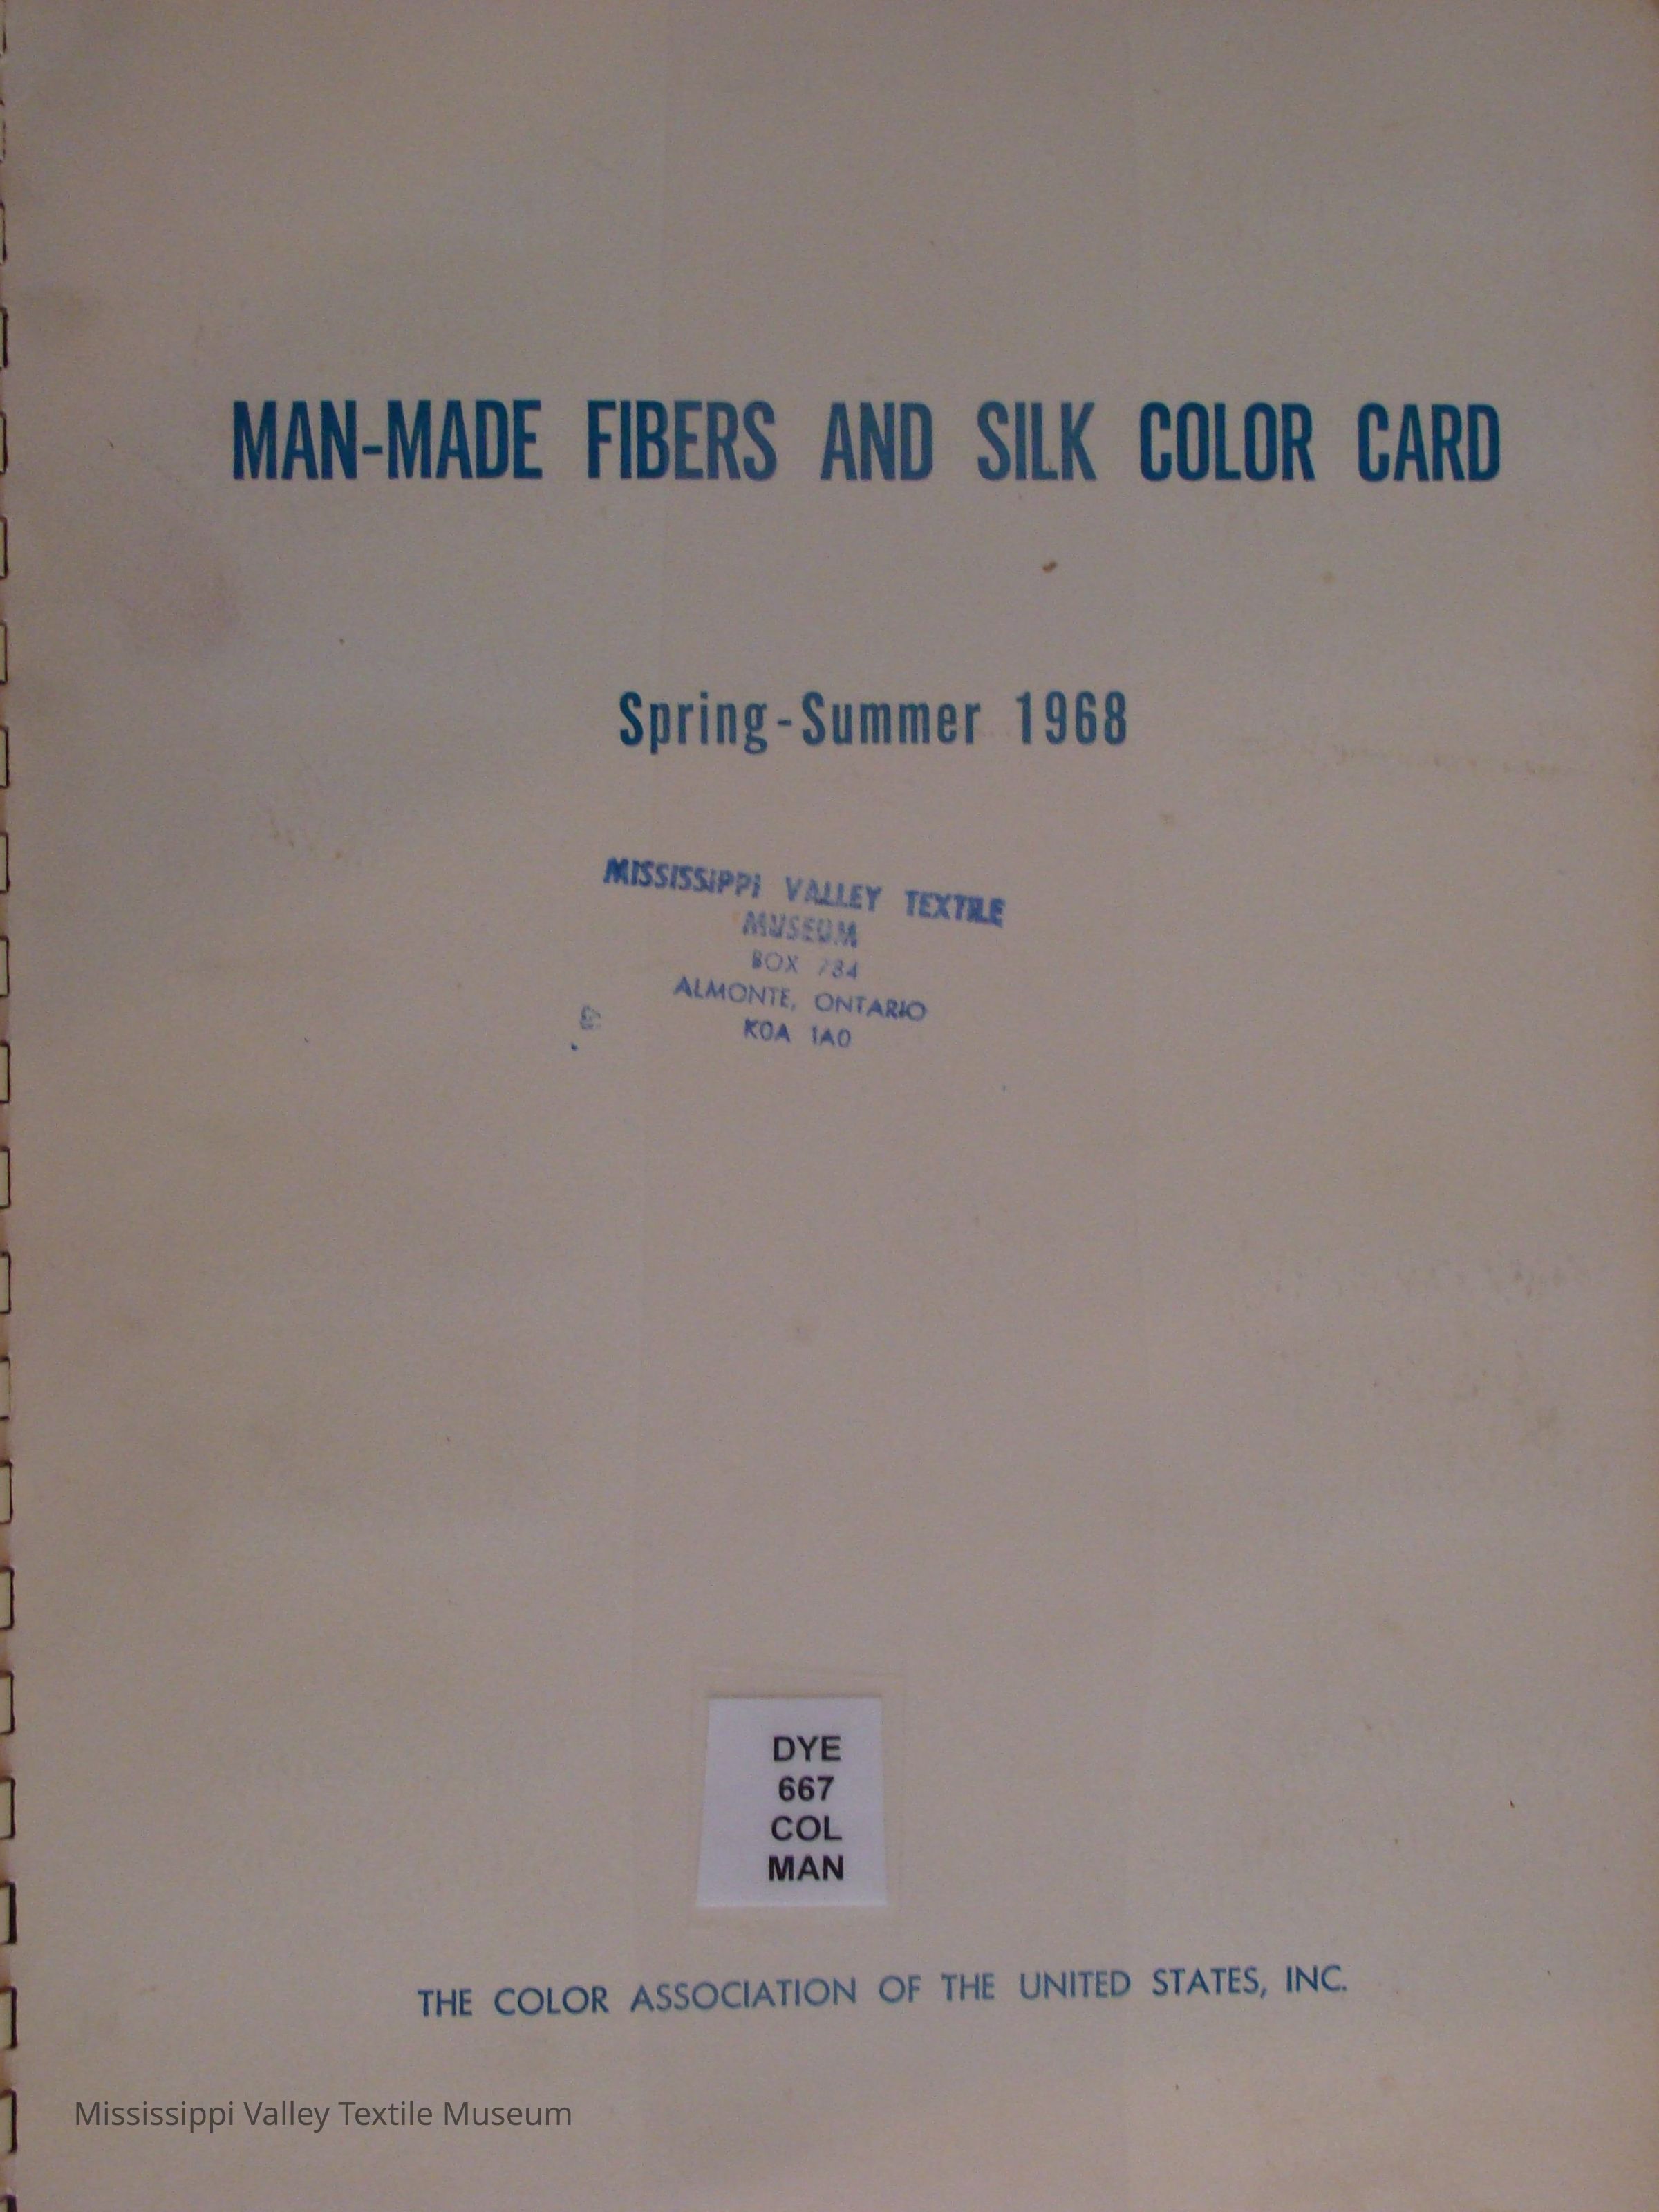 MAN-MADE FIBERS AND SILK COLOR CARD
Spring-Summer 1968
MISSISSIPPI VALLEY TEXTILE
MUSEUM
BOX 784
ALMONTE, ONTARIO
K0A 1A0
DYE
667
COL
MAN
THE COLOR ASSOCIATION OF THE UNITED STATES, INC.
Mississippi Valley Textile Museum